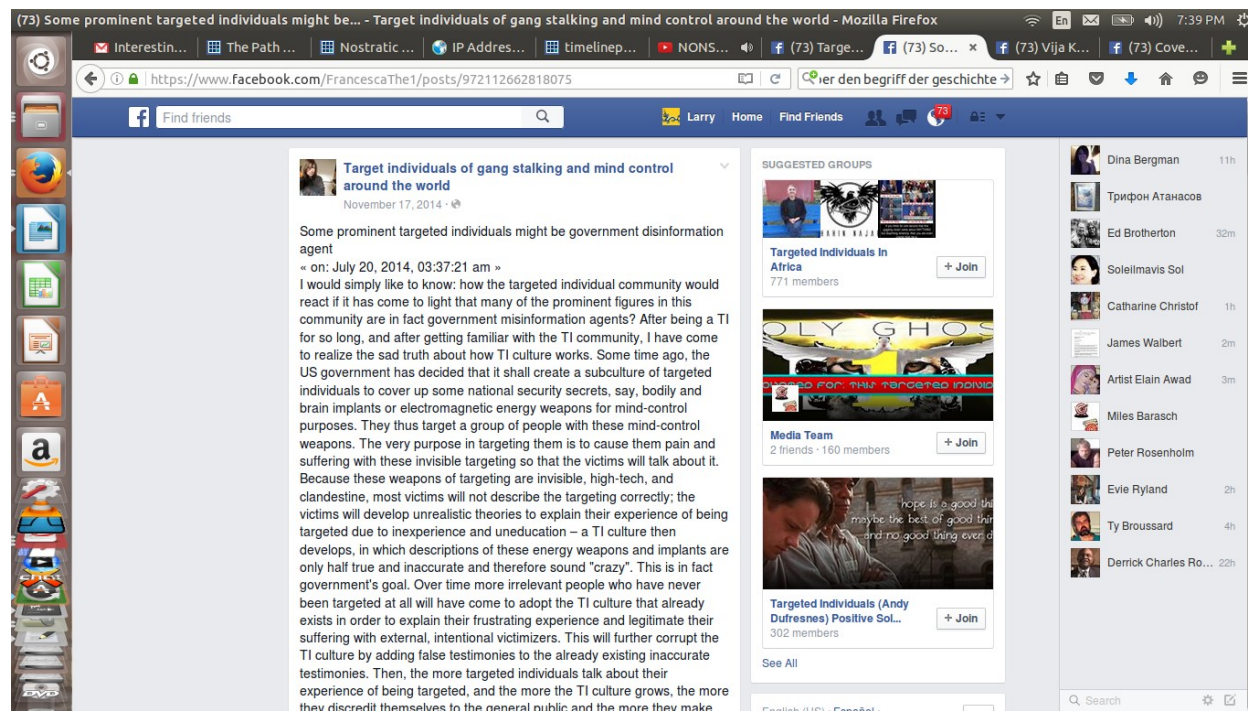 (73) Some prominent targeted individuals might be... - Target individuals of gang stalking and mind control around the world - Mozilla Firefox
En
7:39 PM
Interestin...
The Path ...
Nostratic ...
IP Addres...
timelinep...
NONS...
(73) Targe...
(73) So...
(73) Vija K...
(73) Cove...
https://www.facebook.com/FrancescaThe1/posts/972112662818075
er den begriff der geschichte
Find friends
Larry
Home
Find Friends
73
Target individuals of gang stalking and mind control
around the world
November 17, 2014 ·
Some prominent targeted individuals might be government disinformation
agent
« on: July 20, 2014, 03:37:21 am »
I would simply like to know: how the targeted individual community would
react if it has come to light that many of the prominent figures in this
community are in fact government misinformation agents? After being a TI
for so long, and after getting familiar with the TI community, I have come
to realize the sad truth about how TI culture works. Some time ago, the
US government has decided that it shall create a subculture of targeted
individuals to cover up some national security secrets, say, bodily and
brain implants or electromagnetic energy weapons for mind-control
purposes. They thus target a group of people with these mind-control
weapons. The very purpose in targeting them is to cause them pain and
suffering with these invisible targeting so that the victims will talk about it.
Because these weapons of targeting are invisible, high-tech, and
clandestine, most victims will not describe the targeting correctly; the
victims will develop unrealistic theories to explain their experience of being
targeted due to inexperience and uneducation – a TI culture then
develops, in which descriptions of these energy weapons and implants are
only half true and inaccurate and therefore sound "crazy". This is in fact
government's goal. Over time more irrelevant people who have never
been targeted at all will have come to adopt the TI culture that already
exists in order to explain their frustrating experience and legitimate their
suffering with external, intentional victimizers. This will further corrupt the
TI culture by adding false testimonies to the already existing inaccurate
testimonies. Then, the more targeted individuals talk about their
experience of being targeted, and the more the TI culture grows, the more
they discredit themselves to the general public and the more they make
SUGGESTED GROUPS
Targeted Individuals In
Africa
771 members
+ Join
OLY GHOS
FOR: THIS TARGETED INDIVID
Media Team
2 friends · 160 members
+ Join
hope is a good thi
maybe the best of good thin
and no good thing ever d
Targeted Individuals (Andy
Dufresnes) Positive Sol...
302 members
+ Join
See All
English (US) · Español ·
Dina Bergman 11h
Трифон Атанасов
Ed Brotherton 32m
Soleilmavis Sol
Catharine Christof 1h
James Walbert 2m
Artist Elain Awad 3m
Miles Barasch
Peter Rosenholm
Evie Ryland 2h
Ty Broussard 4h
Derrick Charles Ro... 22h
Search